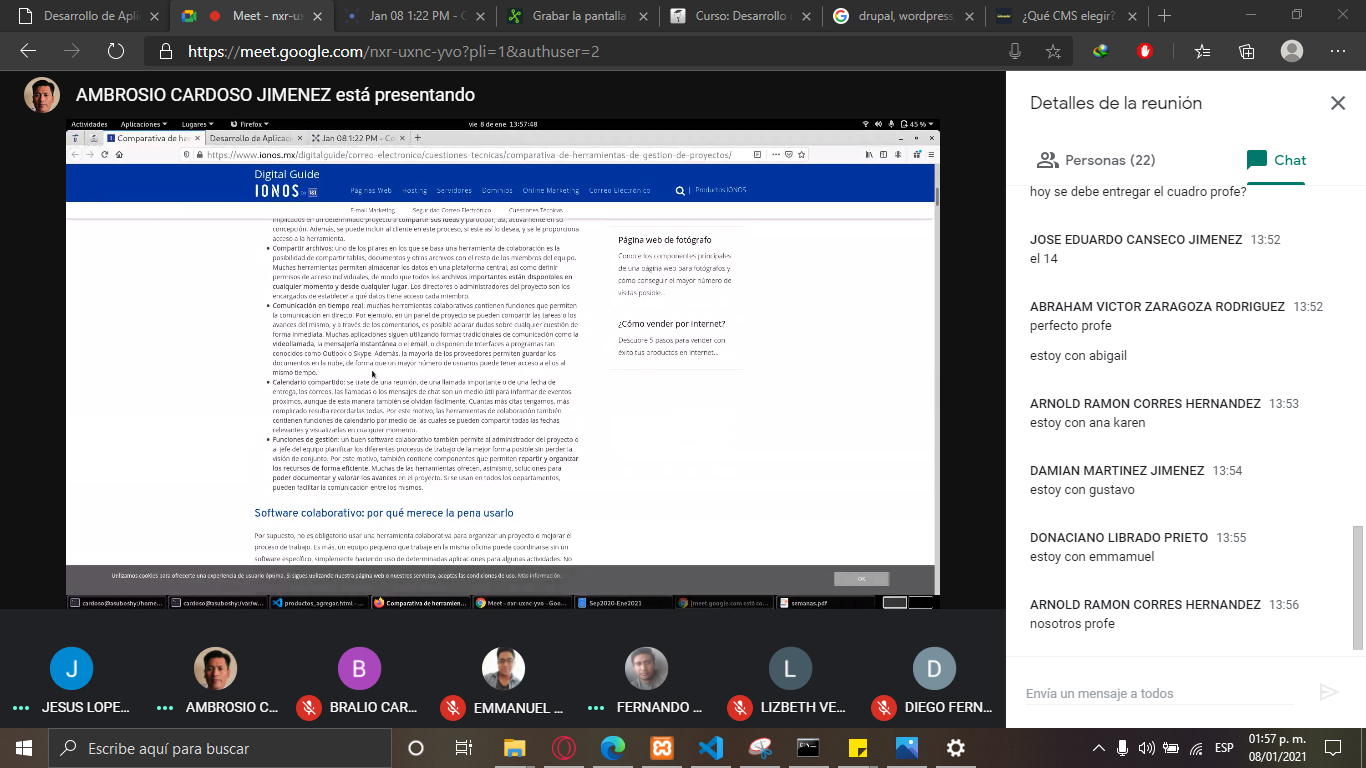 Desarrollo de Apli
Meet - nxr-ux
Jan 08 1:22 PM - C
Grabar la pantalla
Curso: Desarrollo
drupal, wordpress,
¿Qué CMS elegir?
https://meet.google.com/nxr-uxnc-yvo?pli=1&authuser=2
AMBROSIO CARDOSO JIMENEZ está presentando
Actividades Aplicaciones Lugares Firefox vie 8 de ene 13:57:48 45 %
Comparativa de her Desarrollo de Aplicaci Jan 08 1:22 PM - Co
https://www.ionos.mx/digitalguide/correo-electronico/cuestiones-tecnicas/comparativa-de-herramientas-de-gestion-de-proyectos/
Digital Guide
IONOS by 1&1
Páginas Web Hosting Servidores Dominios Online Marketing Correo Electrónico Productos IONOS
E-mail Marketing Seguridad Correo Electrónico Cuestiones Técnicas
implicados en un determinado proyecto a compartir sus ideas y participar, así, activamente en su
concepción. Además, se puede incluir al cliente en este proceso, si este así lo desea, y se le proporciona
acceso a la herramienta.
• Compartir archivos: uno de los pilares en los que se basa una herramienta de colaboración es la
posibilidad de compartir tablas, documentos y otros archivos con el resto de los miembros del equipo.
Muchas herramientas permiten almacenar los datos en una plataforma central, así como definir
permisos de acceso individuales, de modo que todos los archivos importantes están disponibles en
cualquier momento y desde cualquier lugar. Los directores o administradores del proyecto son los
encargados de establecer a qué datos tiene acceso cada miembro.
• Comunicación en tiempo real: muchas herramientas colaborativas contienen funciones que permiten
la comunicación en directo. Por ejemplo, en un panel de proyecto se pueden compartir las tareas o los
avances del mismo, y a través de los comentarios, es posible aclarar dudas sobre cualquier cuestión de
forma inmediata. Muchas aplicaciones siguen utilizando formas tradicionales de comunicación como la
videollamada, la mensajería instantánea o el email, o disponen de interfaces a programas tan
conocidos como Outlook o Skype. Además, la mayoría de los proveedores permiten guardar los
documentos en la nube, de forma que un mayor número de usuarios puede tener acceso a ellos al
mismo tiempo.
• Calendario compartido: se trate de una reunión, de una llamada importante o de una fecha de
entrega, los correos, las llamadas o los mensajes de chat son un medio útil para informar de eventos
próximos, aunque de esta manera también se olvidan fácilmente. Cuantas más citas tengamos, más
complicado resulta recordarlas todas. Por este motivo, las herramientas de colaboración también
contienen funciones de calendario por medio de las cuales se pueden compartir todas las fechas
relevantes y visualizarlas en cualquier momento.
• Funciones de gestión: un buen software colaborativo también permite al administrador del proyecto o
al jefe del equipo planificar los diferentes procesos de trabajo de la mejor forma posible sin perder la
visión de conjunto. Por este motivo, también contiene componentes que permiten repartir y organizar
los recursos de forma eficiente. Muchas de las herramientas ofrecen, asimismo, soluciones para
poder documentar y valorar los avances en el proyecto. Si se usan en todos los departamentos,
pueden facilitar la comunicación entre los mismos.
Software colaborativo: por qué merece la pena usarlo
Por supuesto, no es obligatorio usar una herramienta colaborativa para organizar un proyecto o mejorar el
proceso de trabajo. Es más, un equipo pequeño que trabaje en la misma oficina puede coordinarse sin un
software específico, simplemente haciendo uso de determinadas aplicaciones para algunas actividades. No
Página web de fotógrafo
Conoce los componentes principales
de una página web para fotógrafos y
cómo conseguir el mayor número de
visitas posible...
¿Cómo vender por internet?
Descubre 5 pasos para vender con
éxito tus productos en internet...
Utilizamos cookies para ofrecerte una experiencia de usuario óptima. Si sigues utilizando nuestra página web o nuestros servicios, aceptas las condiciones de uso. Más información.
OK
cardoso@asuboshy:/home... cardoso@asuboshy:/var/w... productos_agregar.html - ... Comparativa de herramien... Meet - nxr-uxnc-yvo - Goo... Sep2020-Ene2021 [meet.google.com está co... semanas.pdf
JESUS LOPE...
AMBROSIO C...
B
BRALIO CAR...
EMMANUEL ...
FERNANDO ...
L
LIZBETH VE...
D
DIEGO FERN...
J
Detalles de la reunión
Personas (22)
Chat
hoy se debe entregar el cuadro profe?
JOSE EDUARDO CANSECO JIMENEZ 13:52
el 14
ABRAHAM VICTOR ZARAGOZA RODRIGUEZ 13:52
perfecto profe
estoy con abigail
ARNOLD RAMON CORRES HERNANDEZ 13:53
estoy con ana karen
DAMIAN MARTINEZ JIMENEZ 13:54
estoy con gustavo
DONACIANO LIBRADO PRIETO 13:55
estoy con emmamuel
ARNOLD RAMON CORRES HERNANDEZ 13:56
nosotros profe
Envía un mensaje a todos
Escribe aquí para buscar
ESP
01:57 p. m.
08/01/2021